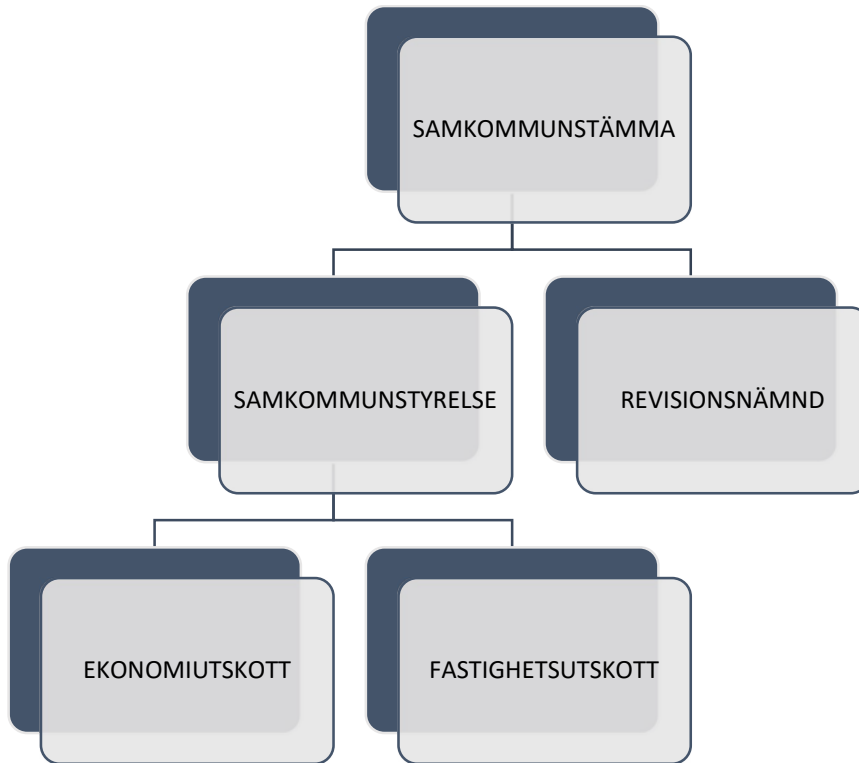 SAMKOMMUNSTÄMMA
SAMKOMMUNSTYRELSE
REVISIONSNÄMND
EKONOMIUTSKOTT
FASTIGHETSUTSKOTT